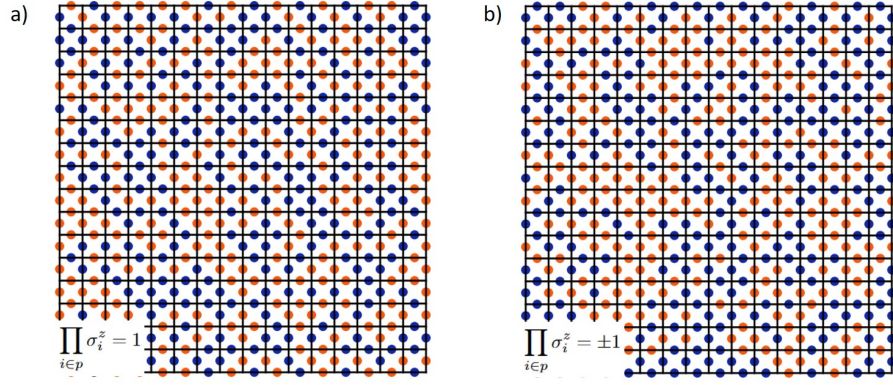 a)
b)
∏_{i∈p} σ_i^z = 1
∏_{i∈p} σ_i^z = ±1